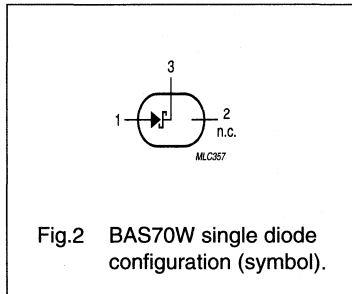 3
1
2
n.c.
MLC357
Fig.2 BAS70W single diode
configuration (symbol).